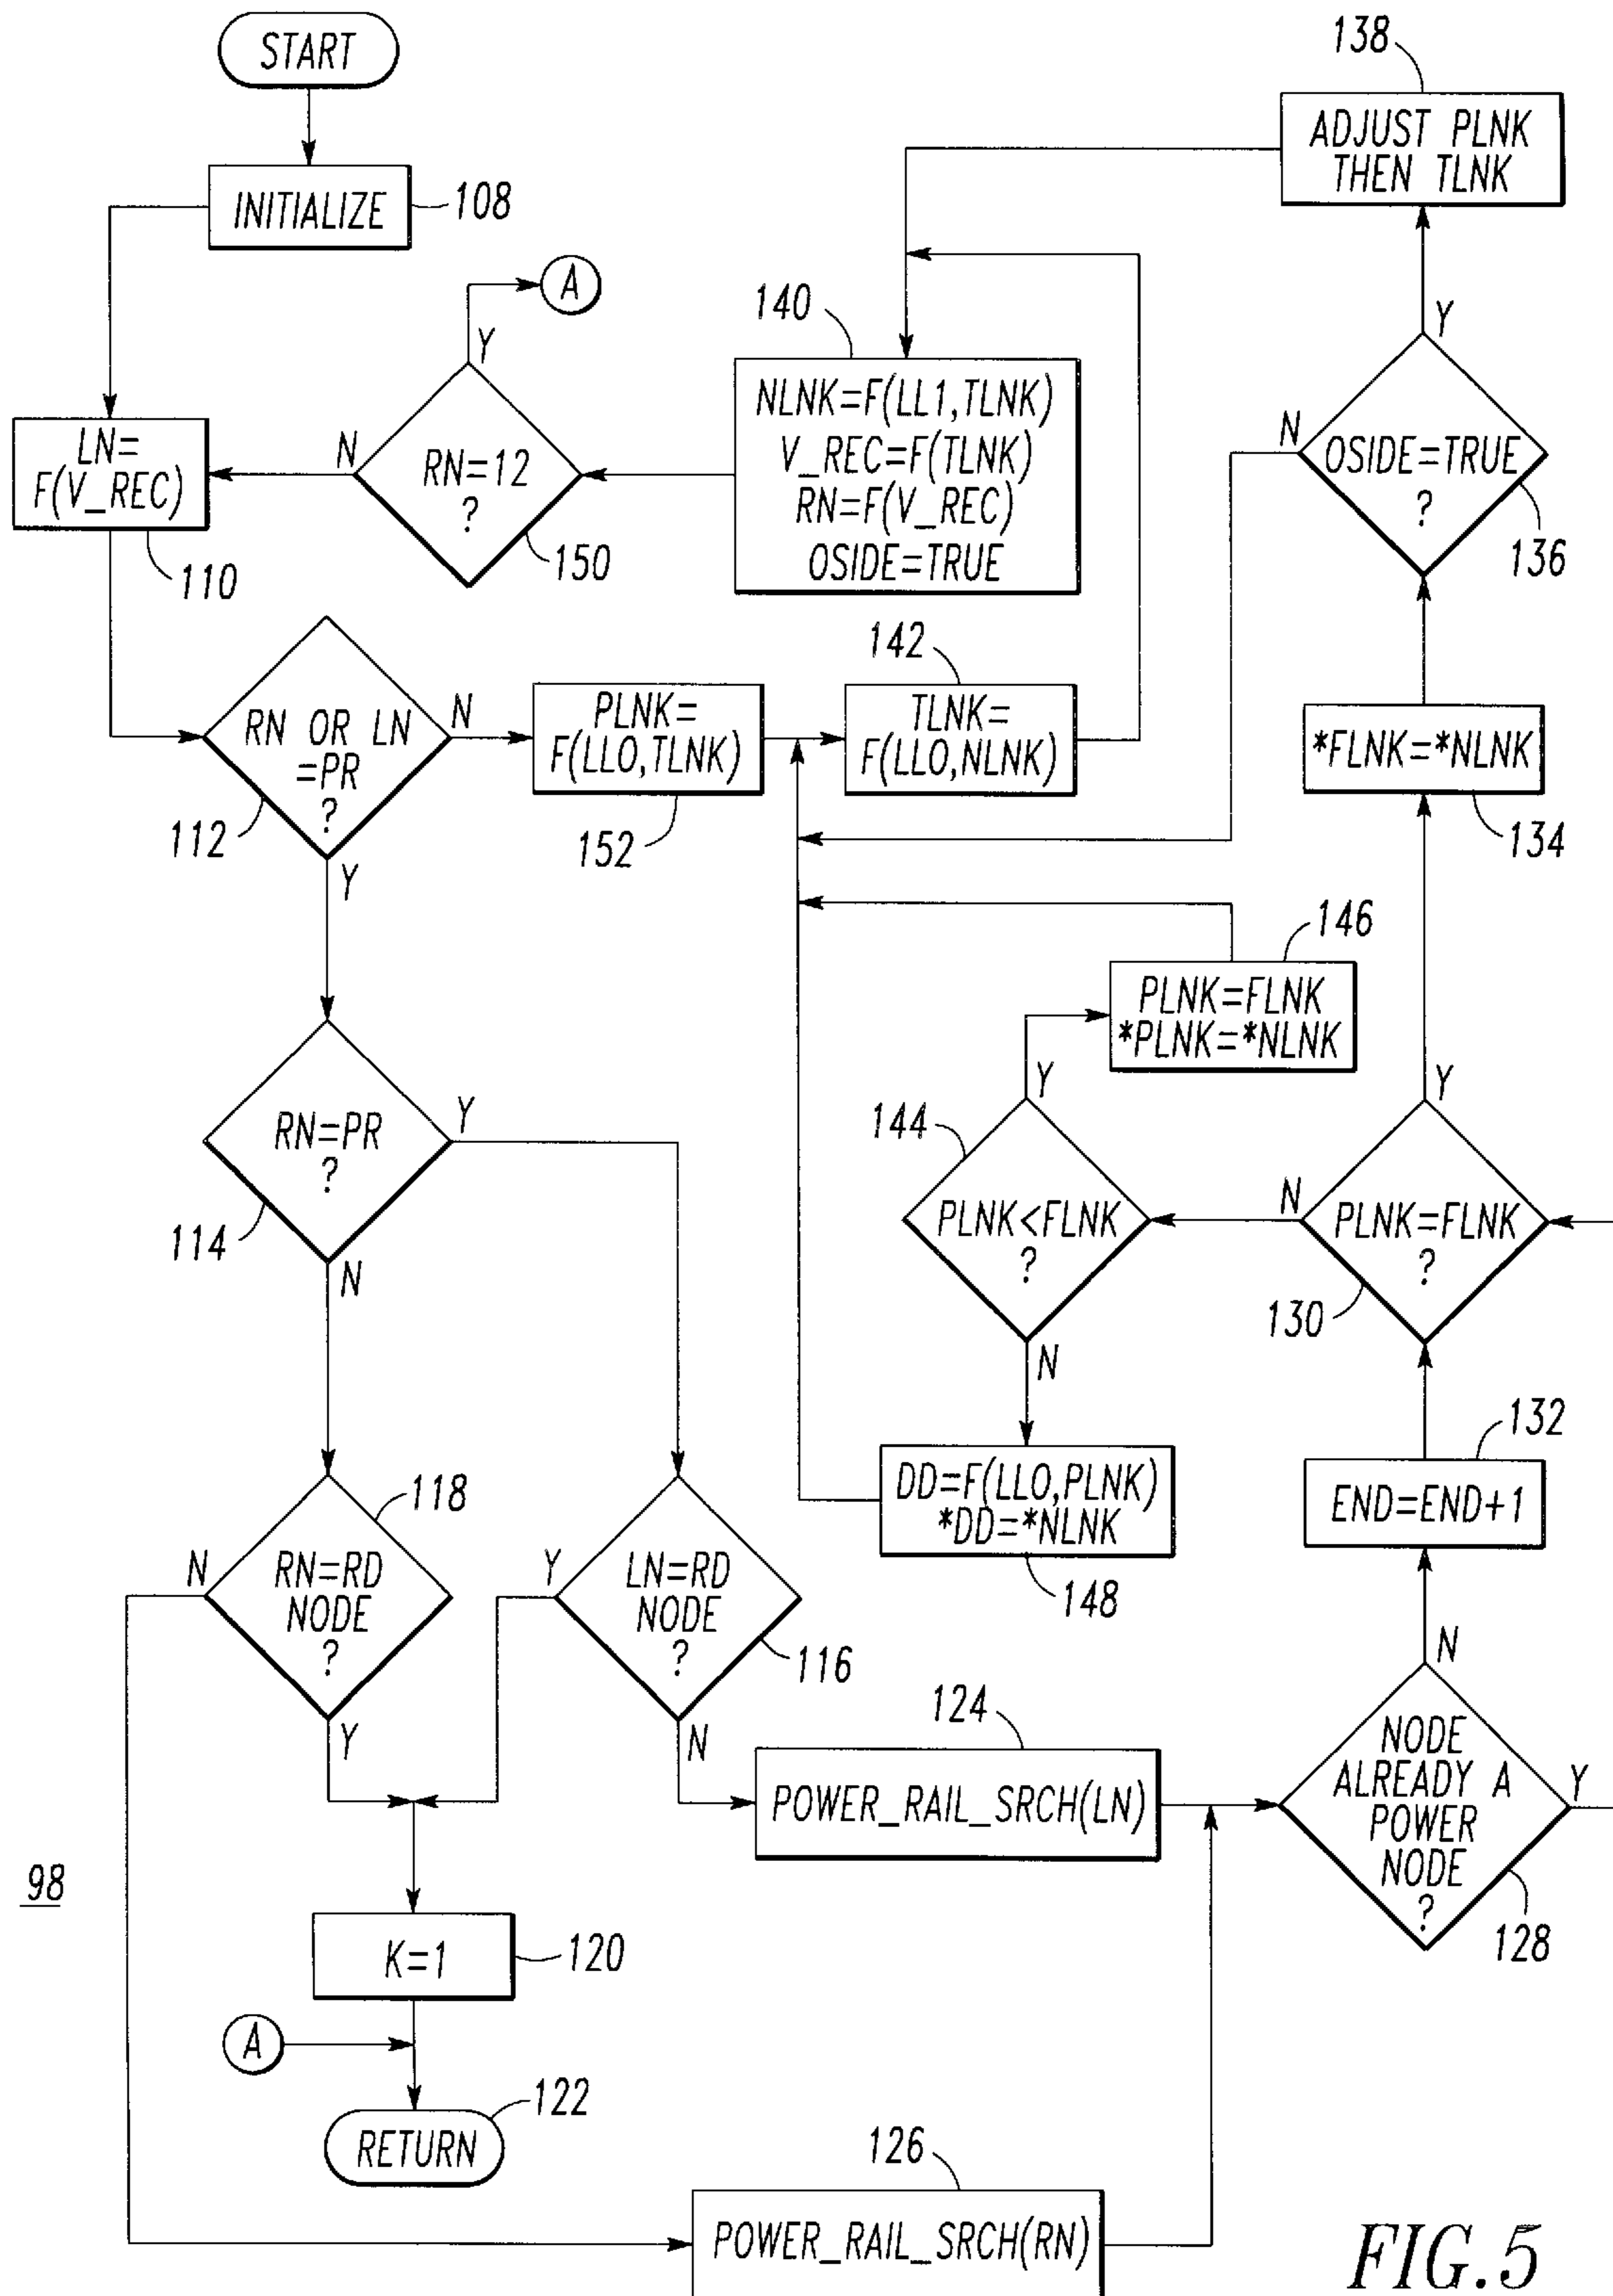 START
INITIALIZE
108
LN=
F(V_REC)
110
A
Y
N
RN=12
?
150
140
NLNK=F(LL1,TLNK)
V_REC=F(TLNK)
RN=F(V_REC)
OSIDE=TRUE
138
ADJUST PLNK
THEN TLNK
Y
N
OSIDE=TRUE
?
136
RN OR LN
=PR
?
112
N
Y
PLNK=
F(LLO,TLNK)
152
142
TLNK=
F(LLO,NLNK)
*FLNK=*NLNK
134
146
PLNK=FLNK
*PLNK=*NLNK
RN=PR
?
114
Y
N
144
Y
PLNK<FLNK
?
N
N
Y
PLNK=FLNK
?
130
DD=F(LLO,PLNK)
*DD=*NLNK
148
132
END=END+1
118
N
RN=RD
NODE
?
Y
Y
LN=RD
NODE
?
116
N
124
POWER_RAIL_SRCH(LN)
N
NODE
ALREADY A
POWER
NODE
?
Y
128
98
K=1
120
A
122
RETURN
126
POWER_RAIL_SRCH(RN)
FIG.5